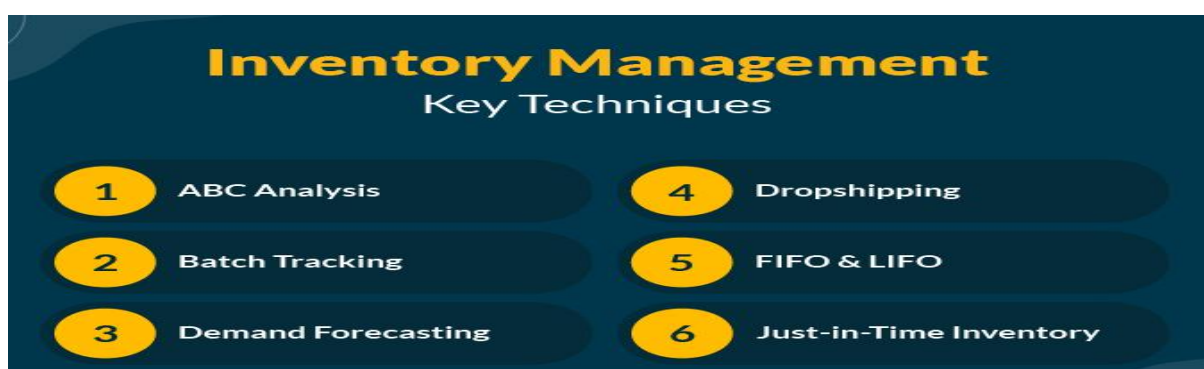 Inventory Management
Key Techniques
1 ABC Analysis
2 Batch Tracking
3 Demand Forecasting
4 Dropshipping
5 FIFO & LIFO
6 Just-in-Time Inventory